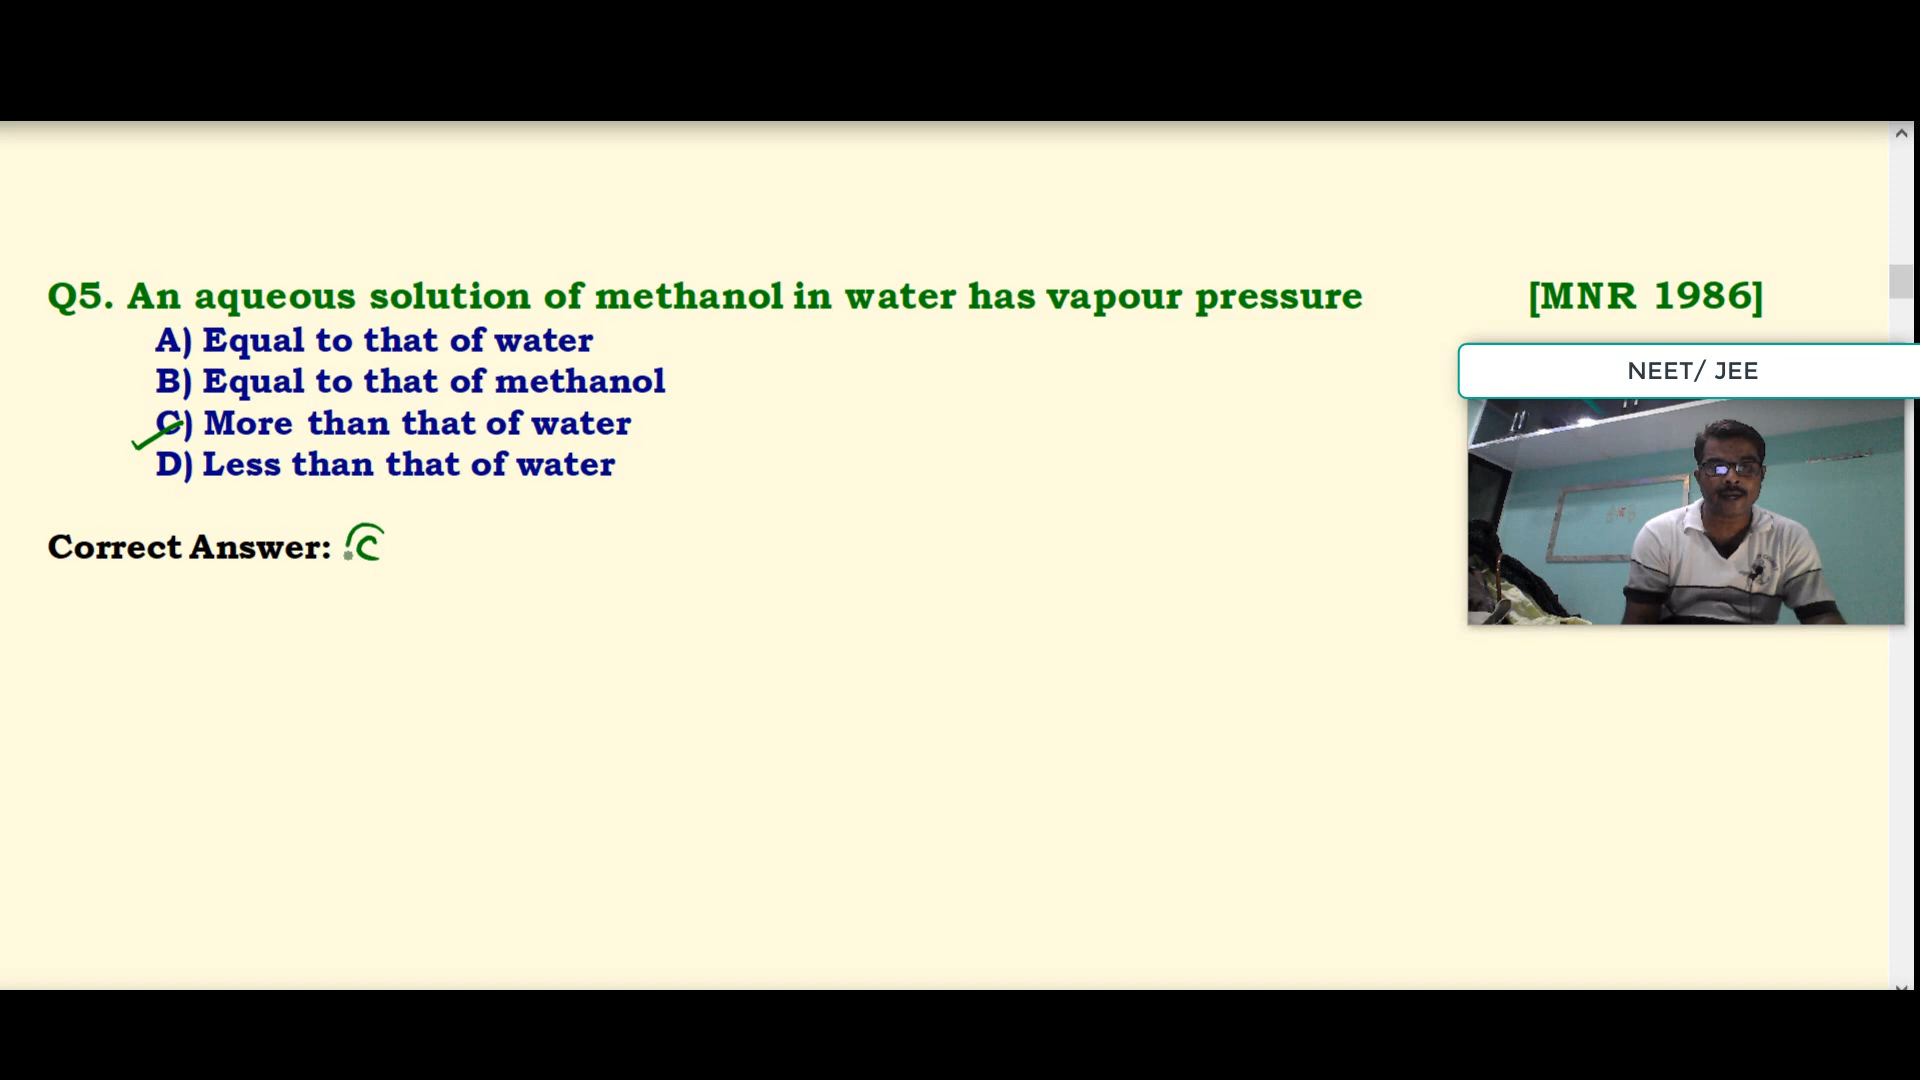 Q5. An aqueous solution of methanol in water has vapour pressure [MNR 1986]
A) Equal to that of water
B) Equal to that of methanol
C) More than that of water
D) Less than that of water
NEET/ JEE
Correct Answer: C